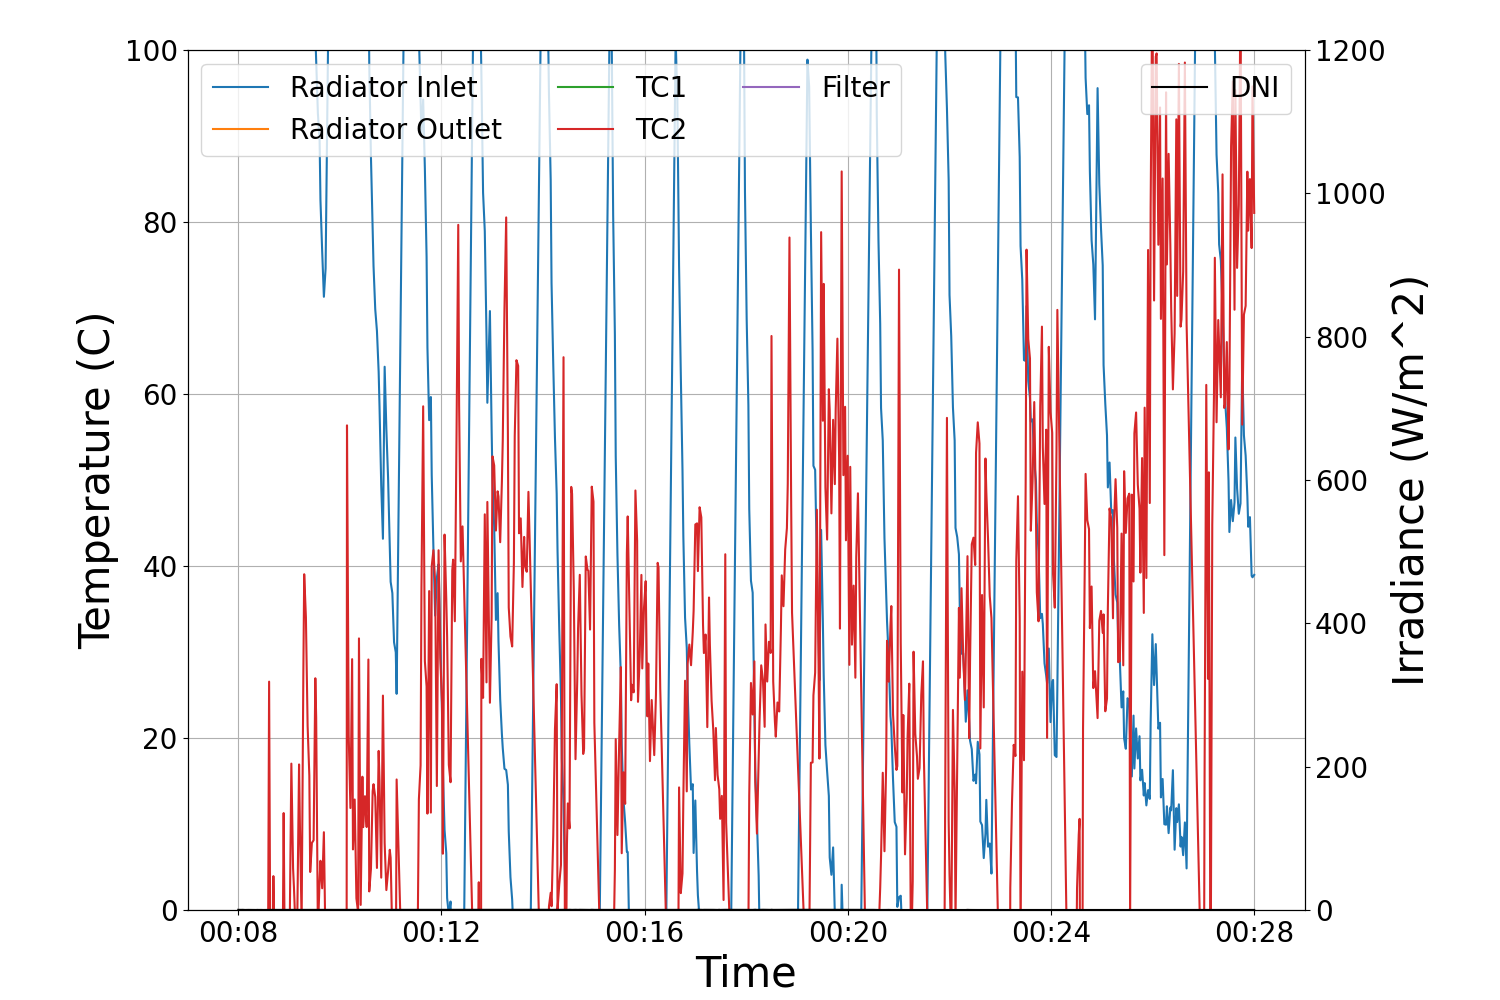 100
80
60
40
20
0
Temperature (C)
Radiator Inlet
Radiator Outlet
TC1
TC2
Filter
DNI
1200
1000
800
600
400
200
0
Irradiance (W/m^2)
00:08 00:12 00:16 00:20 00:24 00:28
Time